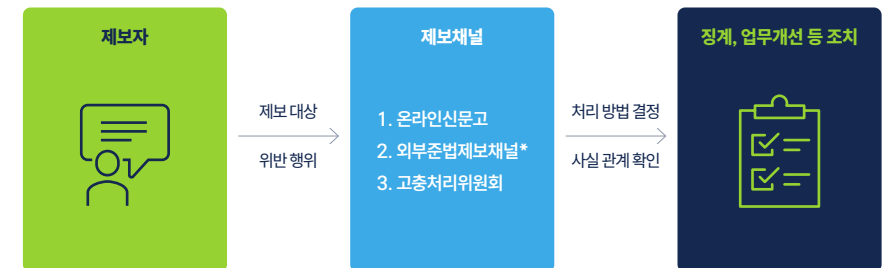 제보자
제보 대상
위반 행위
제보채널
1. 온라인신문고
2. 외부준법제보채널*
3. 고충처리위원회
처리 방법 결정
사실 관계 확인
징계, 업무개선 등 조치